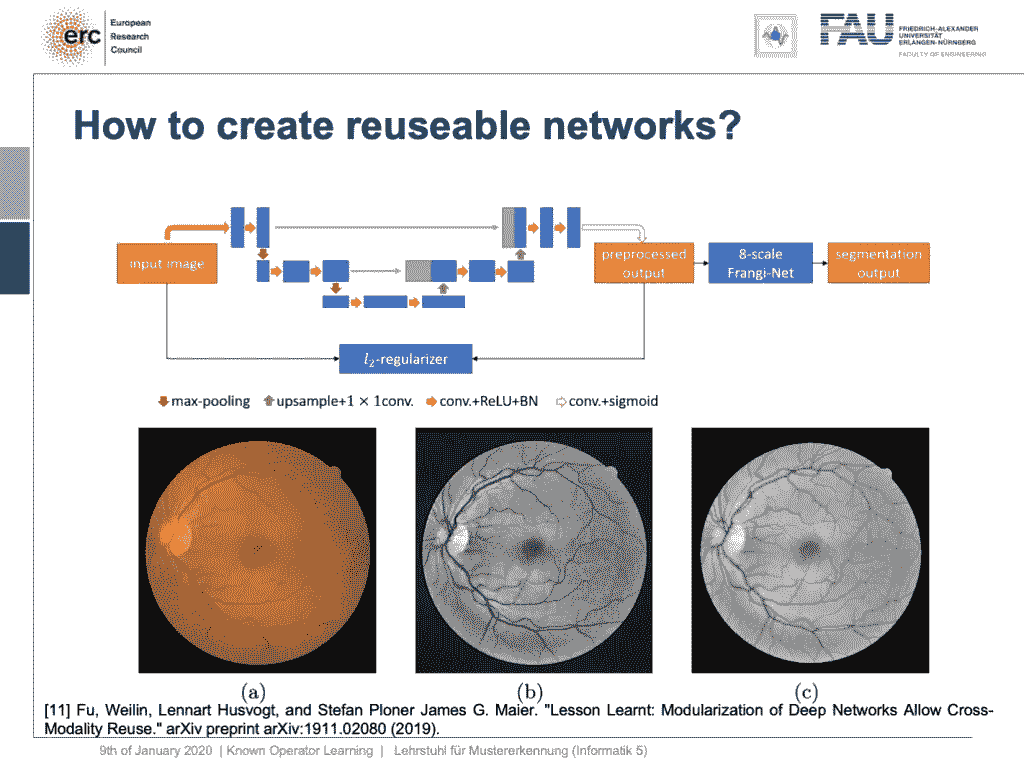 erc
European
Research
Council
FAU
FRIEDRICH-ALEXANDER
UNIVERSITÄT
ERLANGEN-NÜRNBERG
FACULTY OF ENGINEERING
How to create reuseable networks?
input image
preprocessed
output
8-scale
Frangi-Net
segmentation
output
l₂-regularizer
max-pooling
upsample+1 × 1conv.
conv.+ReLU+BN
conv.+sigmoid
(a)
(b)
(c)
[11] Fu, Weilin, Lennart Husvogt, and Stefan Ploner James G. Maier. "Lesson Learnt: Modularization of Deep Networks Allow Cross-
Modality Reuse." arXiv preprint arXiv:1911.02080 (2019).
9th of January 2020 | Known Operator Learning | Lehrstuhl für Mustererkennung (Informatik 5)